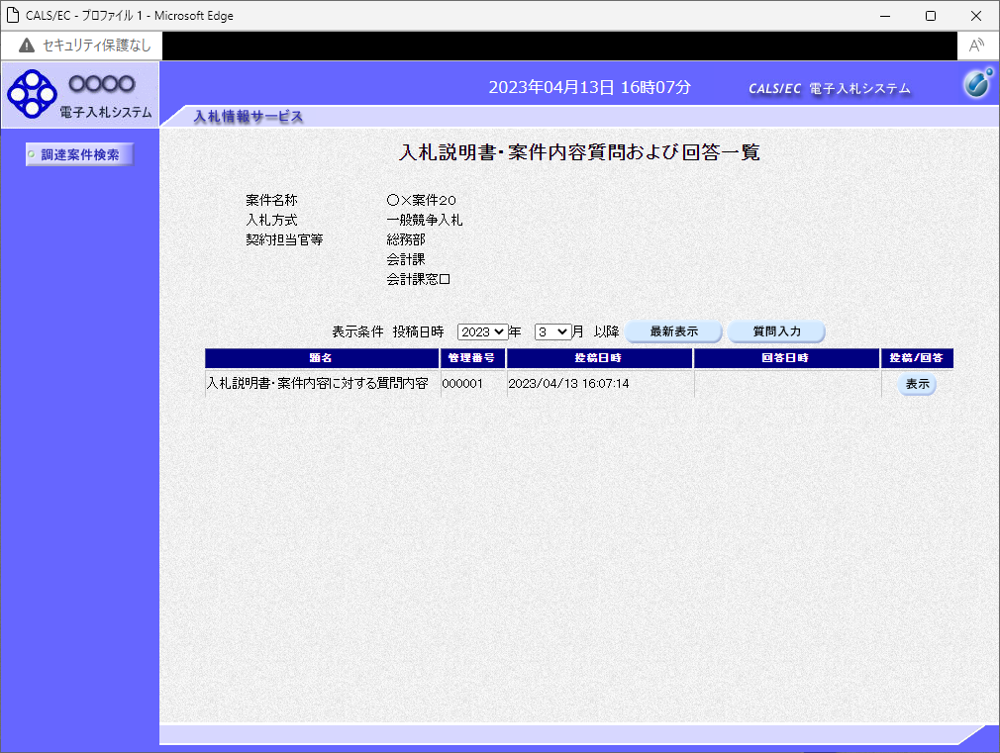 CALS/EC - プロファイル 1 - Microsoft Edge
セキュリティ保護なし
〇〇〇〇
電子入札システム
2023年04月13日 16時07分
CALS/EC 電子入札システム
入札情報サービス
調達案件検索
入札説明書・案件内容質問および回答一覧
案件名称 〇×案件20
入札方式 一般競争入札
契約担当官等 総務部
会計課
会計課窓口
表示条件 投稿日時 2023 年 3 月 以降 最新表示 質問入力
題名 管理番号 投稿日時 回答日時 投稿/回答
入札説明書・案件内容に対する質問内容 000001 2023/04/13 16:07:14 表示